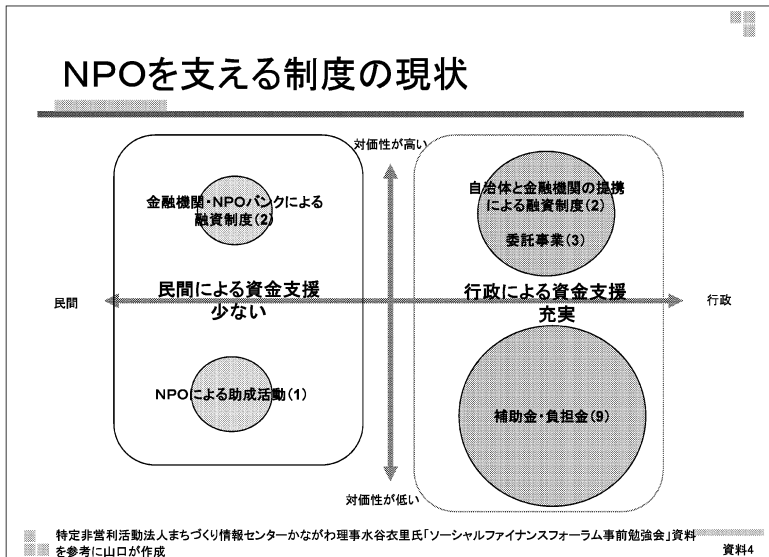 NPOを支える制度の現状
対価性が高い
金融機関・NPOバンクによる
融資制度(2)
自治体と金融機関の提携
による融資制度(2)
委託事業(3)
民間
民間による資金支援
少ない
行政による資金支援
充実
行政
NPOによる助成活動(1)
補助金・負担金(9)
対価性が低い
特定非営利活動法人まちづくり情報センターかながわ理事水谷衣里氏「ソーシャルファイナンスフォーラム事前勉強会」資料
を参考に山口が作成
資料4